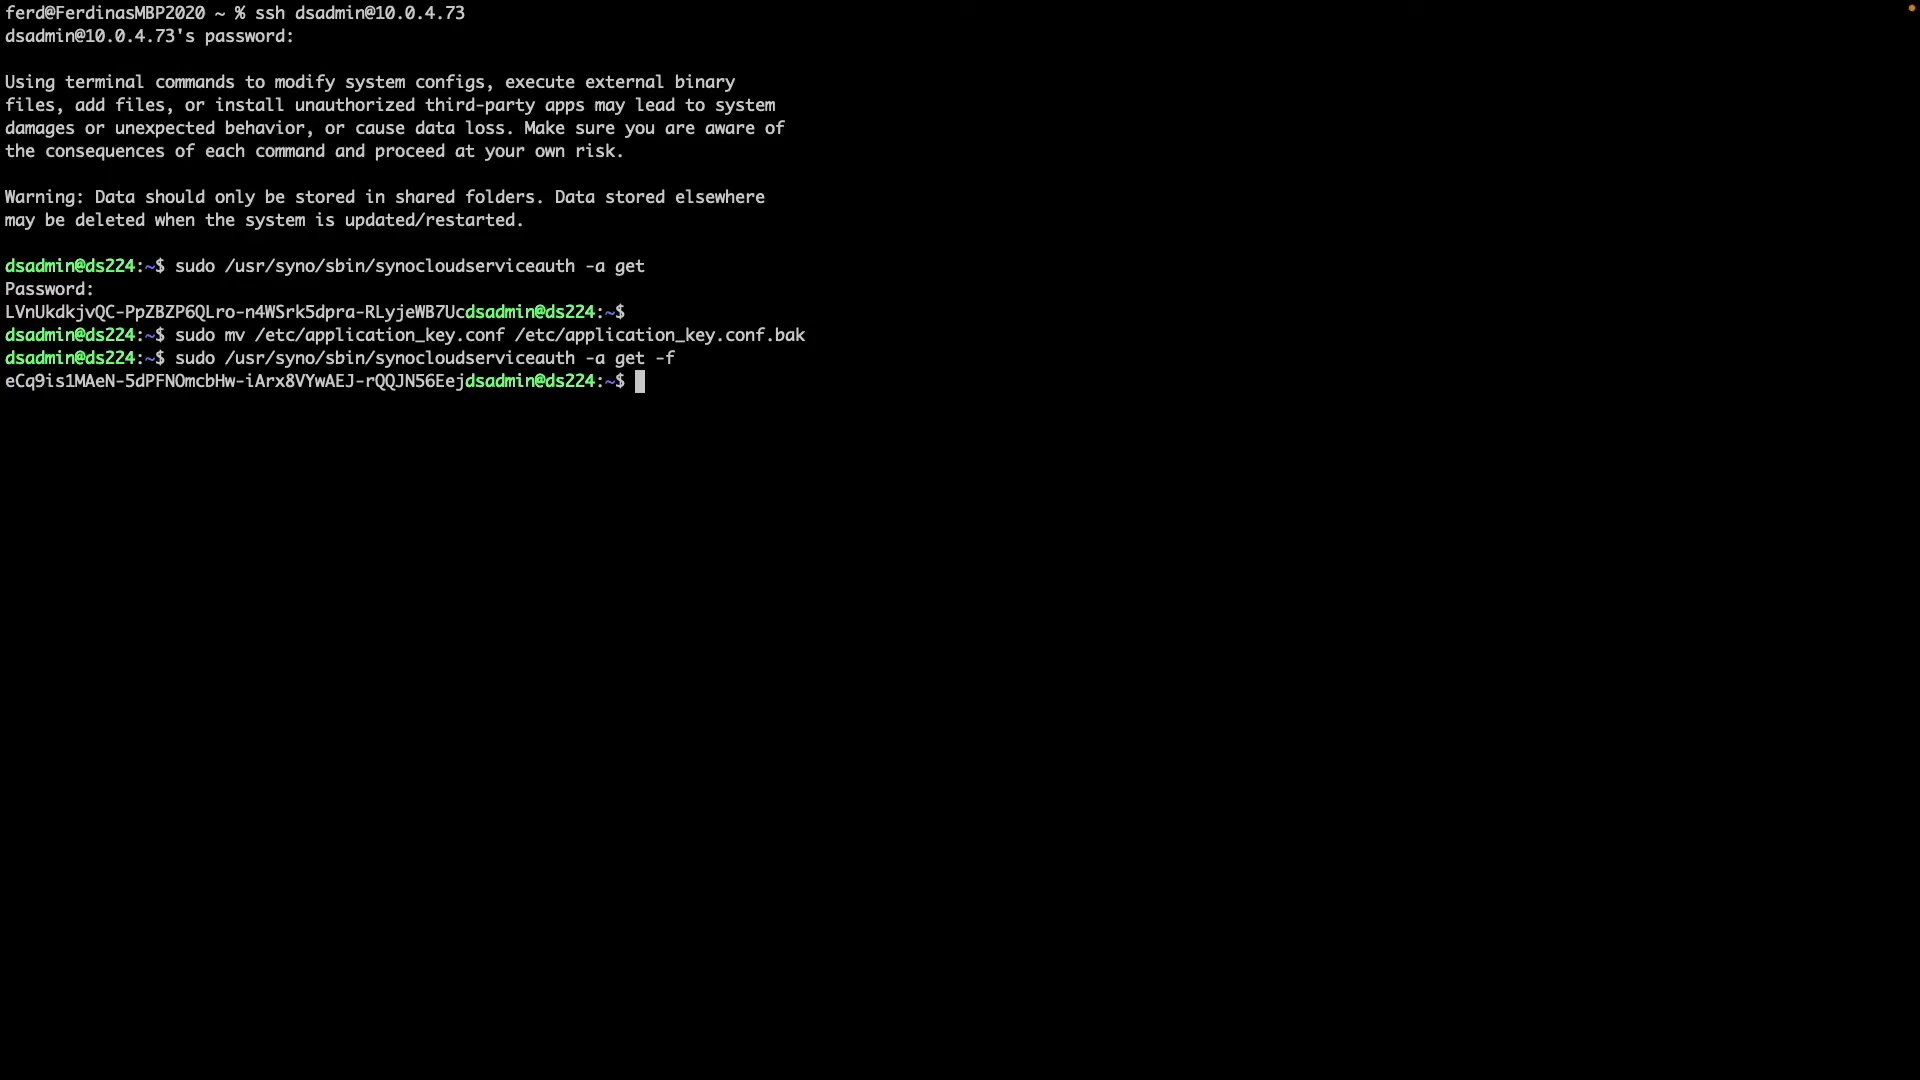 ferd@FerdinasMBP2020 ~ % ssh dsadmin@10.0.4.73
dsadmin@10.0.4.73's password:
Using terminal commands to modify system configs, execute external binary
files, add files, or install unauthorized third-party apps may lead to system
damages or unexpected behavior, or cause data loss. Make sure you are aware of
the consequences of each command and proceed at your own risk.
Warning: Data should only be stored in shared folders. Data stored elsewhere
may be deleted when the system is updated/restarted.
dsadmin@ds224:~$ sudo /usr/syno/sbin/synocloudserviceauth -a get
Password:
LVnUkdkjvQC-PpZBZP6QLro-n4WSrk5dpra-RLyjeWB7Ucdsadmin@ds224:~$
dsadmin@ds224:~$ sudo mv /etc/application_key.conf /etc/application_key.conf.bak
dsadmin@ds224:~$ sudo /usr/syno/sbin/synocloudserviceauth -a get -f
eCq9is1MAeN-5dPFNOmcbHw-iArx8VYwAEJ-rQQJN56Eejdsadmin@ds224:~$